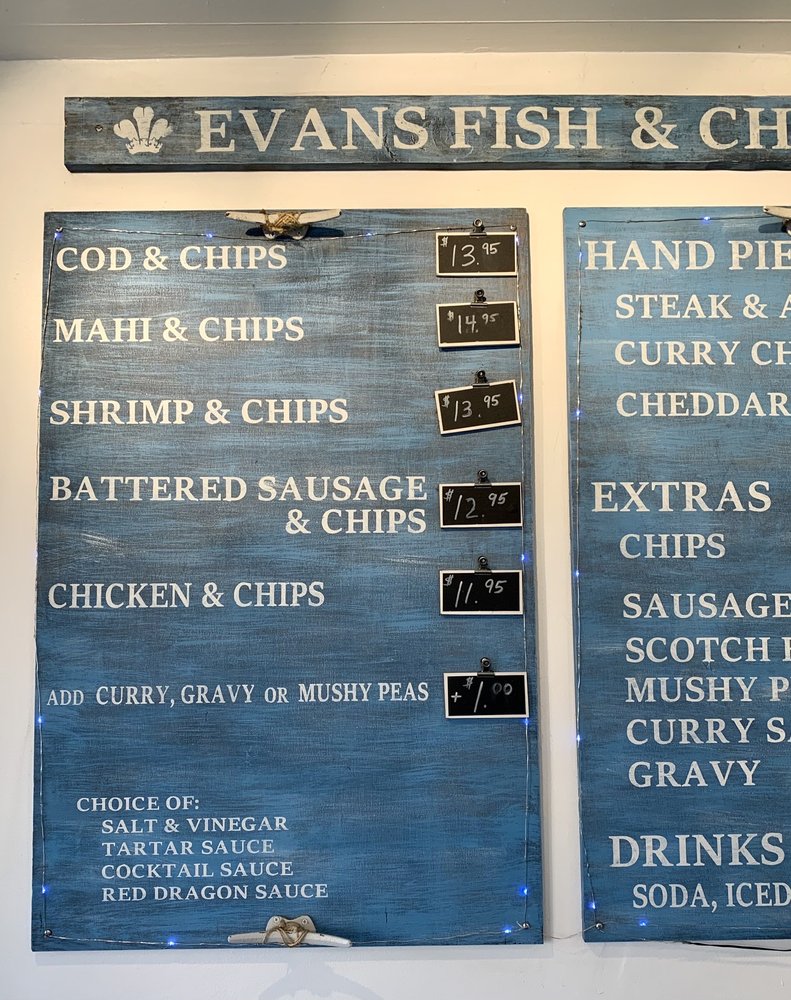 EVANS FISH & CH
COD & CHIPS $13.95
MAHI & CHIPS $14.95
SHRIMP & CHIPS $13.95
BATTERED SAUSAGE
& CHIPS $12.95
CHICKEN & CHIPS $11.95
ADD CURRY, GRAVY OR MUSHY PEAS +$1.00
CHOICE OF:
SALT & VINEGAR
TARTAR SAUCE
COCKTAIL SAUCE
RED DRAGON SAUCE
HAND PIE
STEAK & A
CURRY CH
CHEDDAR
EXTRAS
CHIPS
SAUSAGE
SCOTCH
MUSHY P
CURRY SA
GRAVY
DRINKS
SODA, ICED